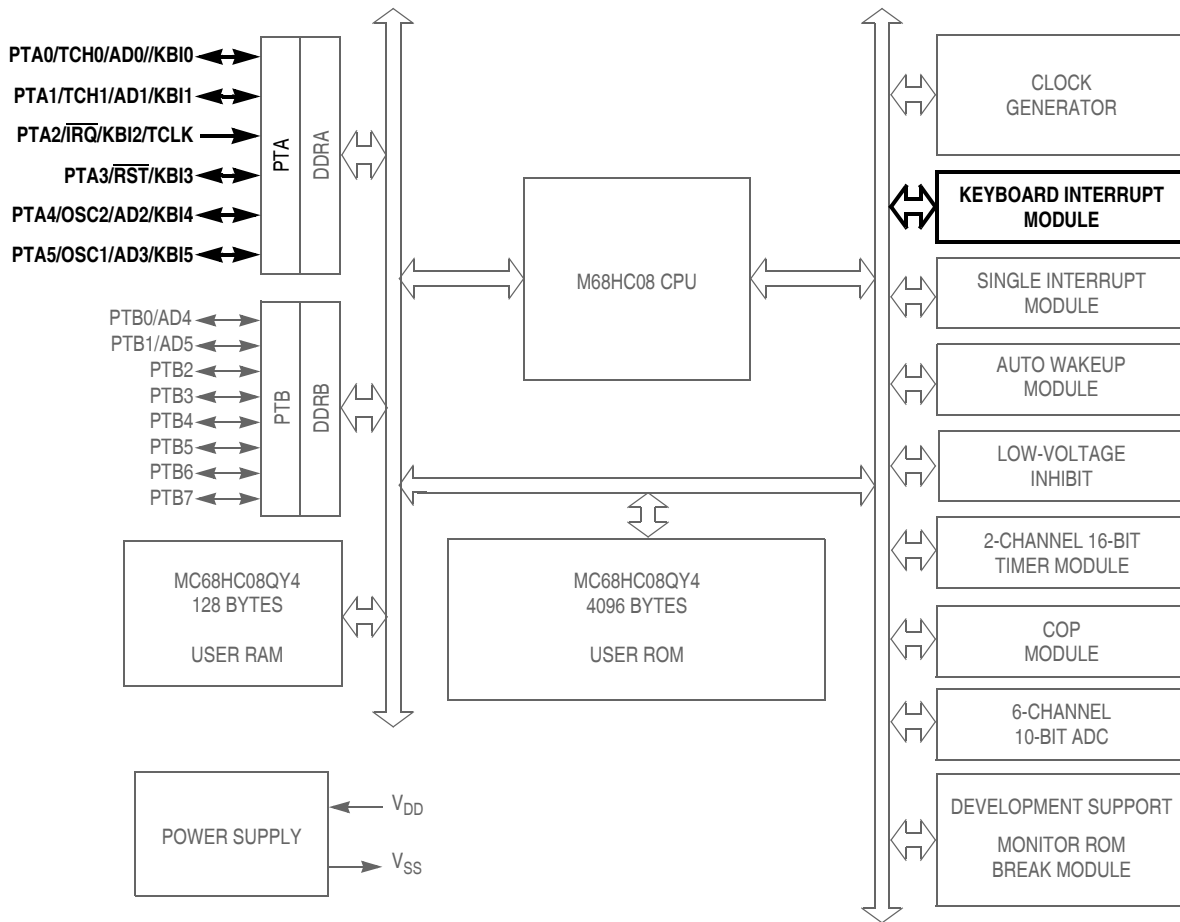 PTA0/TCH0/AD0//KBI0
PTA1/TCH1/AD1/KBI1
PTA2/IRQ/KBI2/TCLK
PTA3/RST/KBI3
PTA4/OSC2/AD2/KBI4
PTA5/OSC1/AD3/KBI5
PTA
DDRA
PTB0/AD4
PTB1/AD5
PTB2
PTB3
PTB4
PTB5
PTB6
PTB7
PTB
DDRB
MC68HC08QY4
128 BYTES
USER RAM
POWER SUPPLY
VDD
VSS
M68HC08 CPU
MC68HC08QY4
4096 BYTES
USER ROM
CLOCK
GENERATOR
KEYBOARD INTERRUPT
MODULE
SINGLE INTERRUPT
MODULE
AUTO WAKEUP
MODULE
LOW-VOLTAGE
INHIBIT
2-CHANNEL 16-BIT
TIMER MODULE
COP
MODULE
6-CHANNEL
10-BIT ADC
DEVELOPMENT SUPPORT
MONITOR ROM
BREAK MODULE